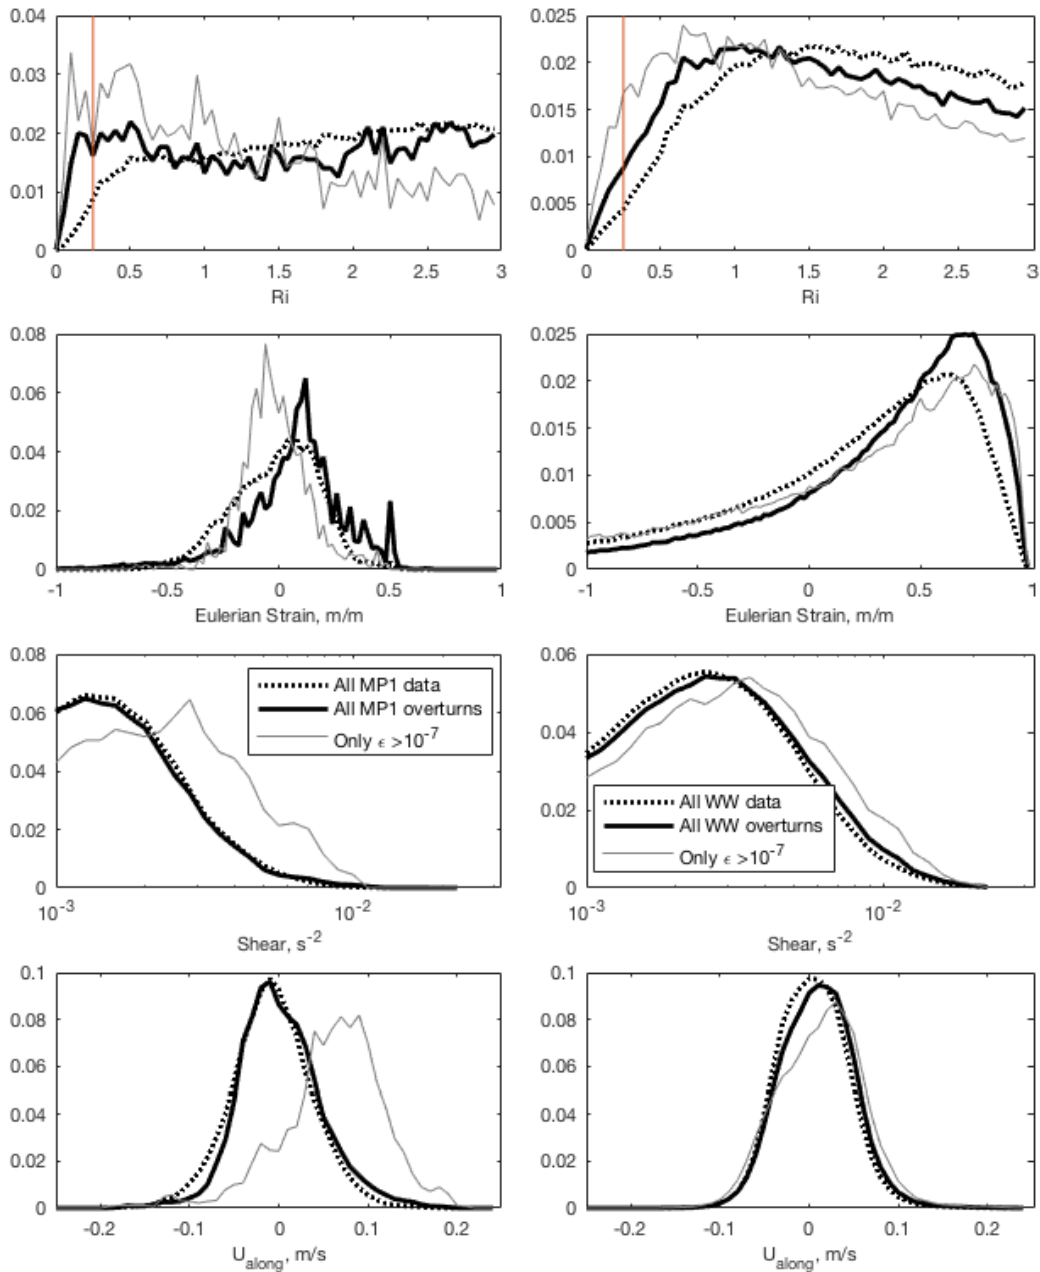 0.04
0.03
0.02
0.01
0
0 0.5 1 1.5 2 2.5 3
Ri
0.025
0.02
0.015
0.01
0.005
0
0 0.5 1 1.5 2 2.5 3
Ri
0.08
0.06
0.04
0.02
0
-1 -0.5 0 0.5 1
Eulerian Strain, m/m
0.025
0.02
0.015
0.01
0.005
0
-1 -0.5 0 0.5 1
Eulerian Strain, m/m
0.08
0.06
0.04
0.02
0
All MP1 data
All MP1 overturns
Only ϵ >10⁻⁷
10⁻³ 10⁻²
Shear, s⁻²
0.06
0.04
0.02
0
All WW data
All WW overturns
Only ϵ >10⁻⁷
10⁻³ 10⁻²
Shear, s⁻²
0.1
0.08
0.06
0.04
0.02
0
-0.2 -0.1 0 0.1 0.2
U_along, m/s
0.1
0.08
0.06
0.04
0.02
0
-0.2 -0.1 0 0.1 0.2
U_along, m/s